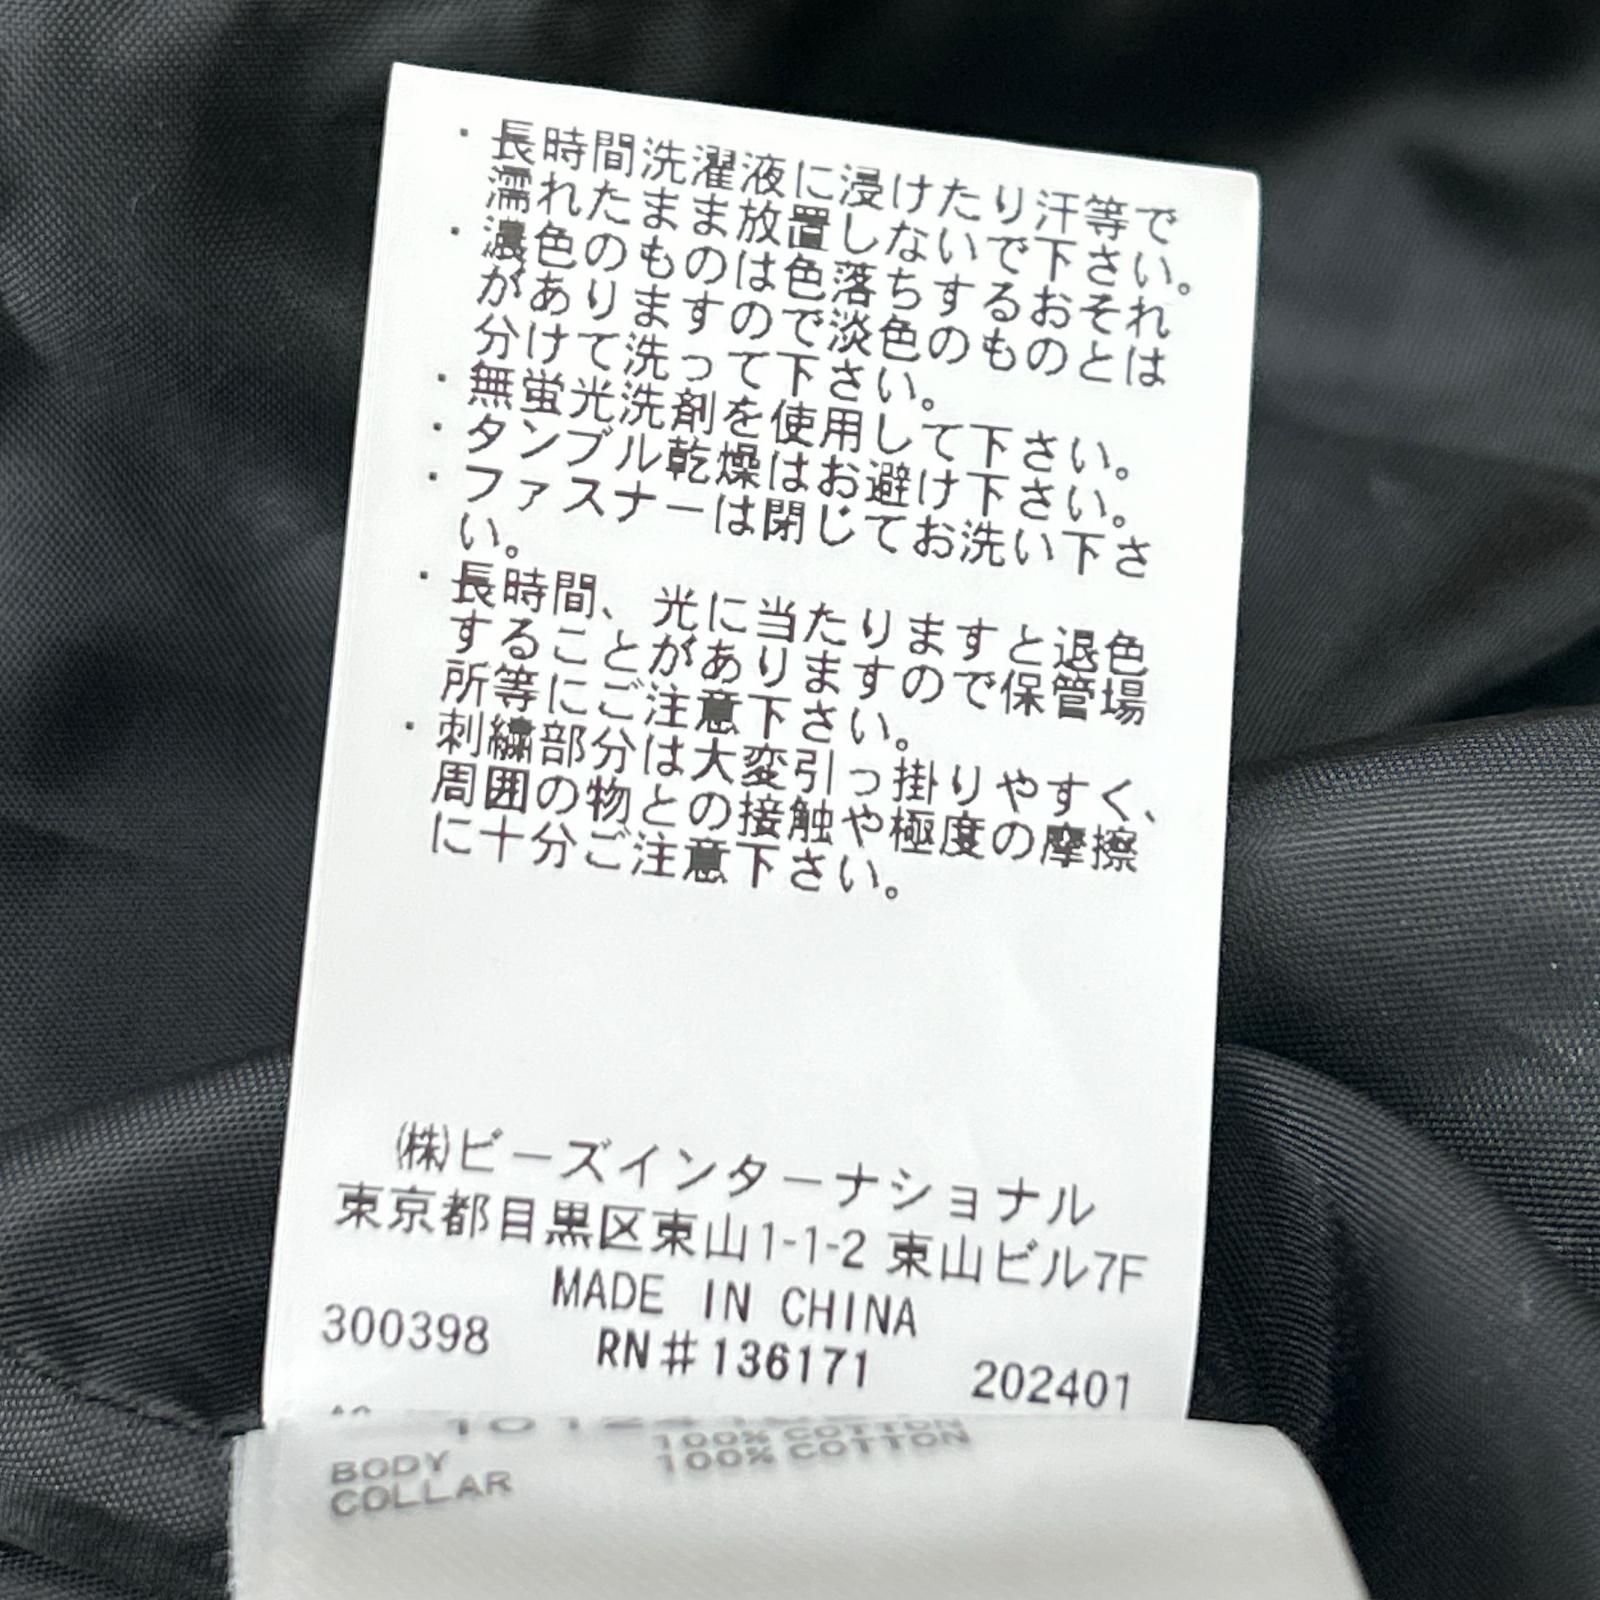 ・長時間洗濯液に浸けたり汗等で
濡れたまま放置しないで下さい。
・濃色のものは色落ちするおそれ
がありますので淡色のものとは
分けて洗って下さい。
・無蛍光洗剤を使用して下さい。
・タンブル乾燥はお避け下さい。
・ファスナーは閉じてお洗い下さ
い。
・長時間、光に当たりますと退色
することがありますので保管場
所等にご注意下さい。
・刺繍部分は大変引っ掛りやすく、
周囲の物との接触や極度の摩擦
に十分ご注意下さい。
(株)ビーズインターナショナル
東京都目黒区東山1-1-2 東山ビル7F
MADE IN CHINA
300398 RN#136171 202401
BODY 100% COTTON
COLLAR 100% COTTON